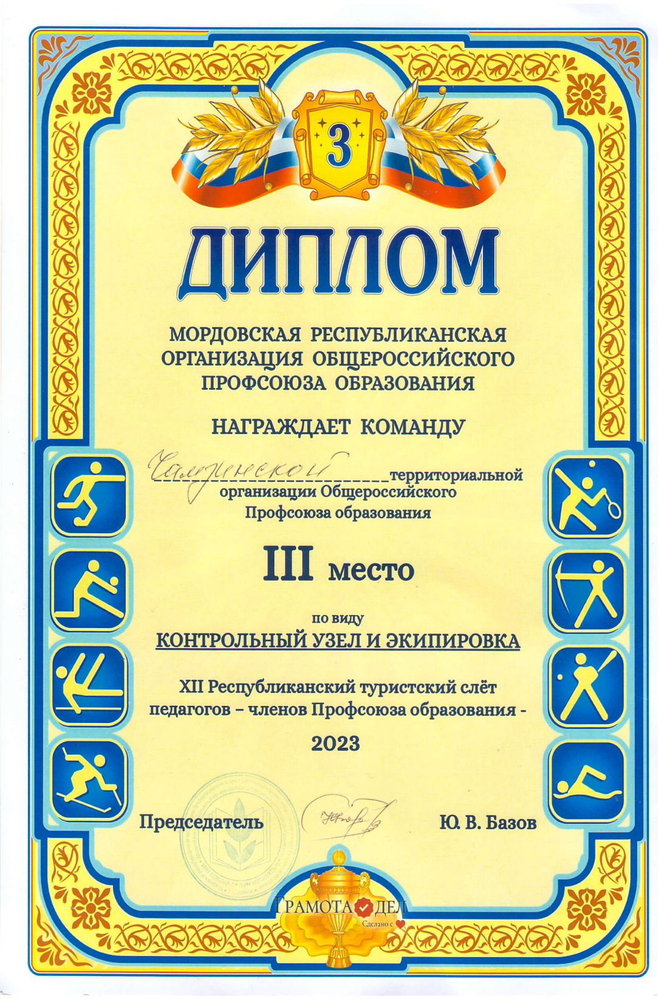 3
ДИПЛОМ
МОРДОВСКАЯ РЕСПУБЛИКАНСКАЯ
ОРГАНИЗАЦИЯ ОБЩЕРОССИЙСКОГО
ПРОФСОЮЗА ОБРАЗОВАНИЯ
НАГРАЖДАЕТ КОМАНДУ
Чамзинской территориальной
организации Общероссийского
Профсоюза образования
III место
по виду
КОНТРОЛЬНЫЙ УЗЕЛ И ЭКИПИРОВКА
XII Республиканский туристский слёт
педагогов – членов Профсоюза образования -
2023
Председатель Ю. В. Базов
ГРАМОТА ДЕЛ
Сделано с